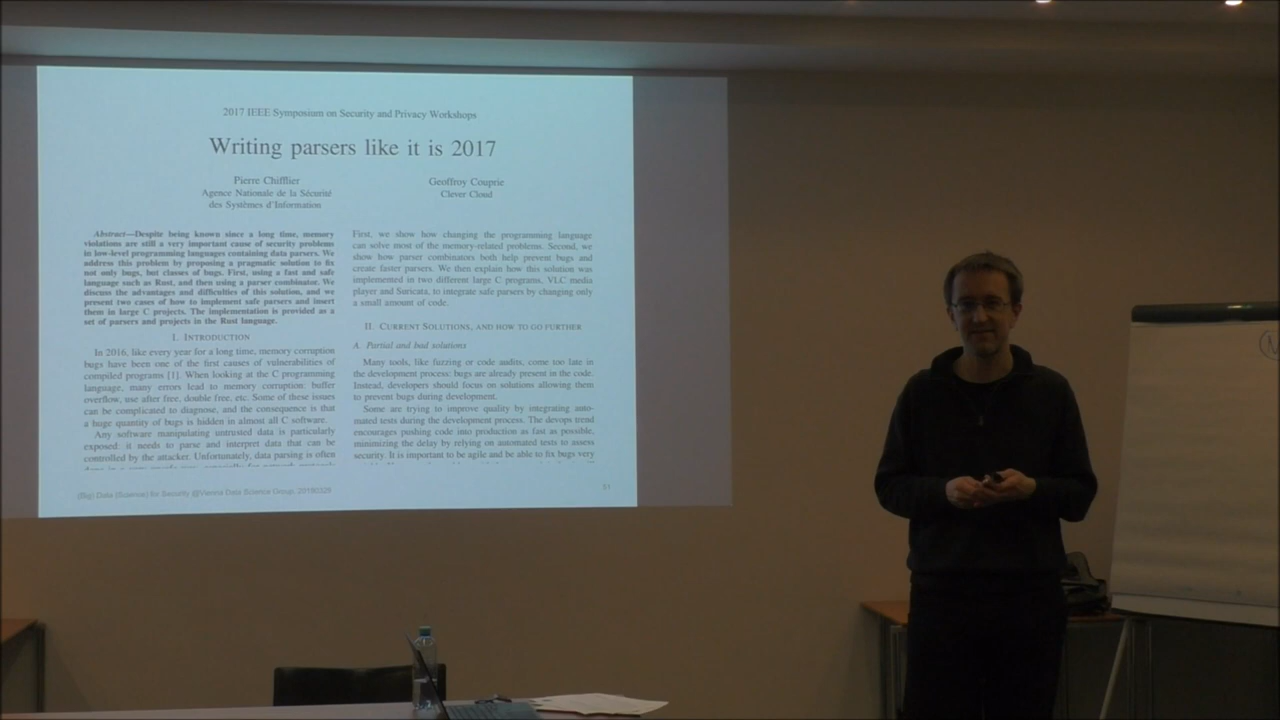 2017 IEEE Symposium on Security and Privacy Workshops
Writing parsers like it is 2017
Pierre Chifflier
Agence Nationale de la Sécurité
des Systèmes d'Information
Geoffroy Couprie
Clever Cloud
Abstract—Despite being known since a long time, memory
violations are still a very important cause of security problems
in low-level programming languages containing data parsers. We
address this problem by proposing a pragmatic solution to fix
not only bugs, but classes of bugs. First, using a fast and safe
language such as Rust, and then using a parser combinator. We
discuss the advantages and difficulties of this solution, and we
present two cases of how to implement safe parsers and insert
them in large C projects. The implementation is provided as a
set of parsers and projects in the Rust language.
I. INTRODUCTION
In 2016, like every year for a long time, memory corruption
bugs have been one of the first causes of vulnerabilities of
compiled programs [1]. When looking at the C programming
language, many errors lead to memory corruption: buffer
overflow, use after free, double free, etc. Some of these issues
can be complicated to diagnose, and the consequence is that
a huge quantity of bugs is hidden in almost all C software.
Any software manipulating untrusted data is particularly
exposed: it needs to parse and interpret data that can be
controlled by the attacker. Unfortunately, data parsing is often
First, we show how changing the programming language
can solve most of the memory-related problems. Second, we
show how parser combinators both help prevent bugs and
create faster parsers. We then explain how this solution was
implemented in two different large C programs, VLC media
player and Suricata, to integrate safe parsers by changing only
a small amount of code.
II. CURRENT SOLUTIONS, AND HOW TO GO FURTHER
A. Partial and bad solutions
Many tools, like fuzzing or code audits, come too late in
the development process: bugs are already present in the code.
Instead, developers should focus on solutions allowing them
to prevent bugs during development.
Some are trying to improve quality by integrating auto-
mated tests during the development process. The devops trend
encourages pushing code into production as fast as possible,
minimizing the delay by relying on automated tests to assess
security. It is important to be agile and be able to fix bugs very
(Big) Data (Science) for Security @Vienna Data Science Group, 20180329
51